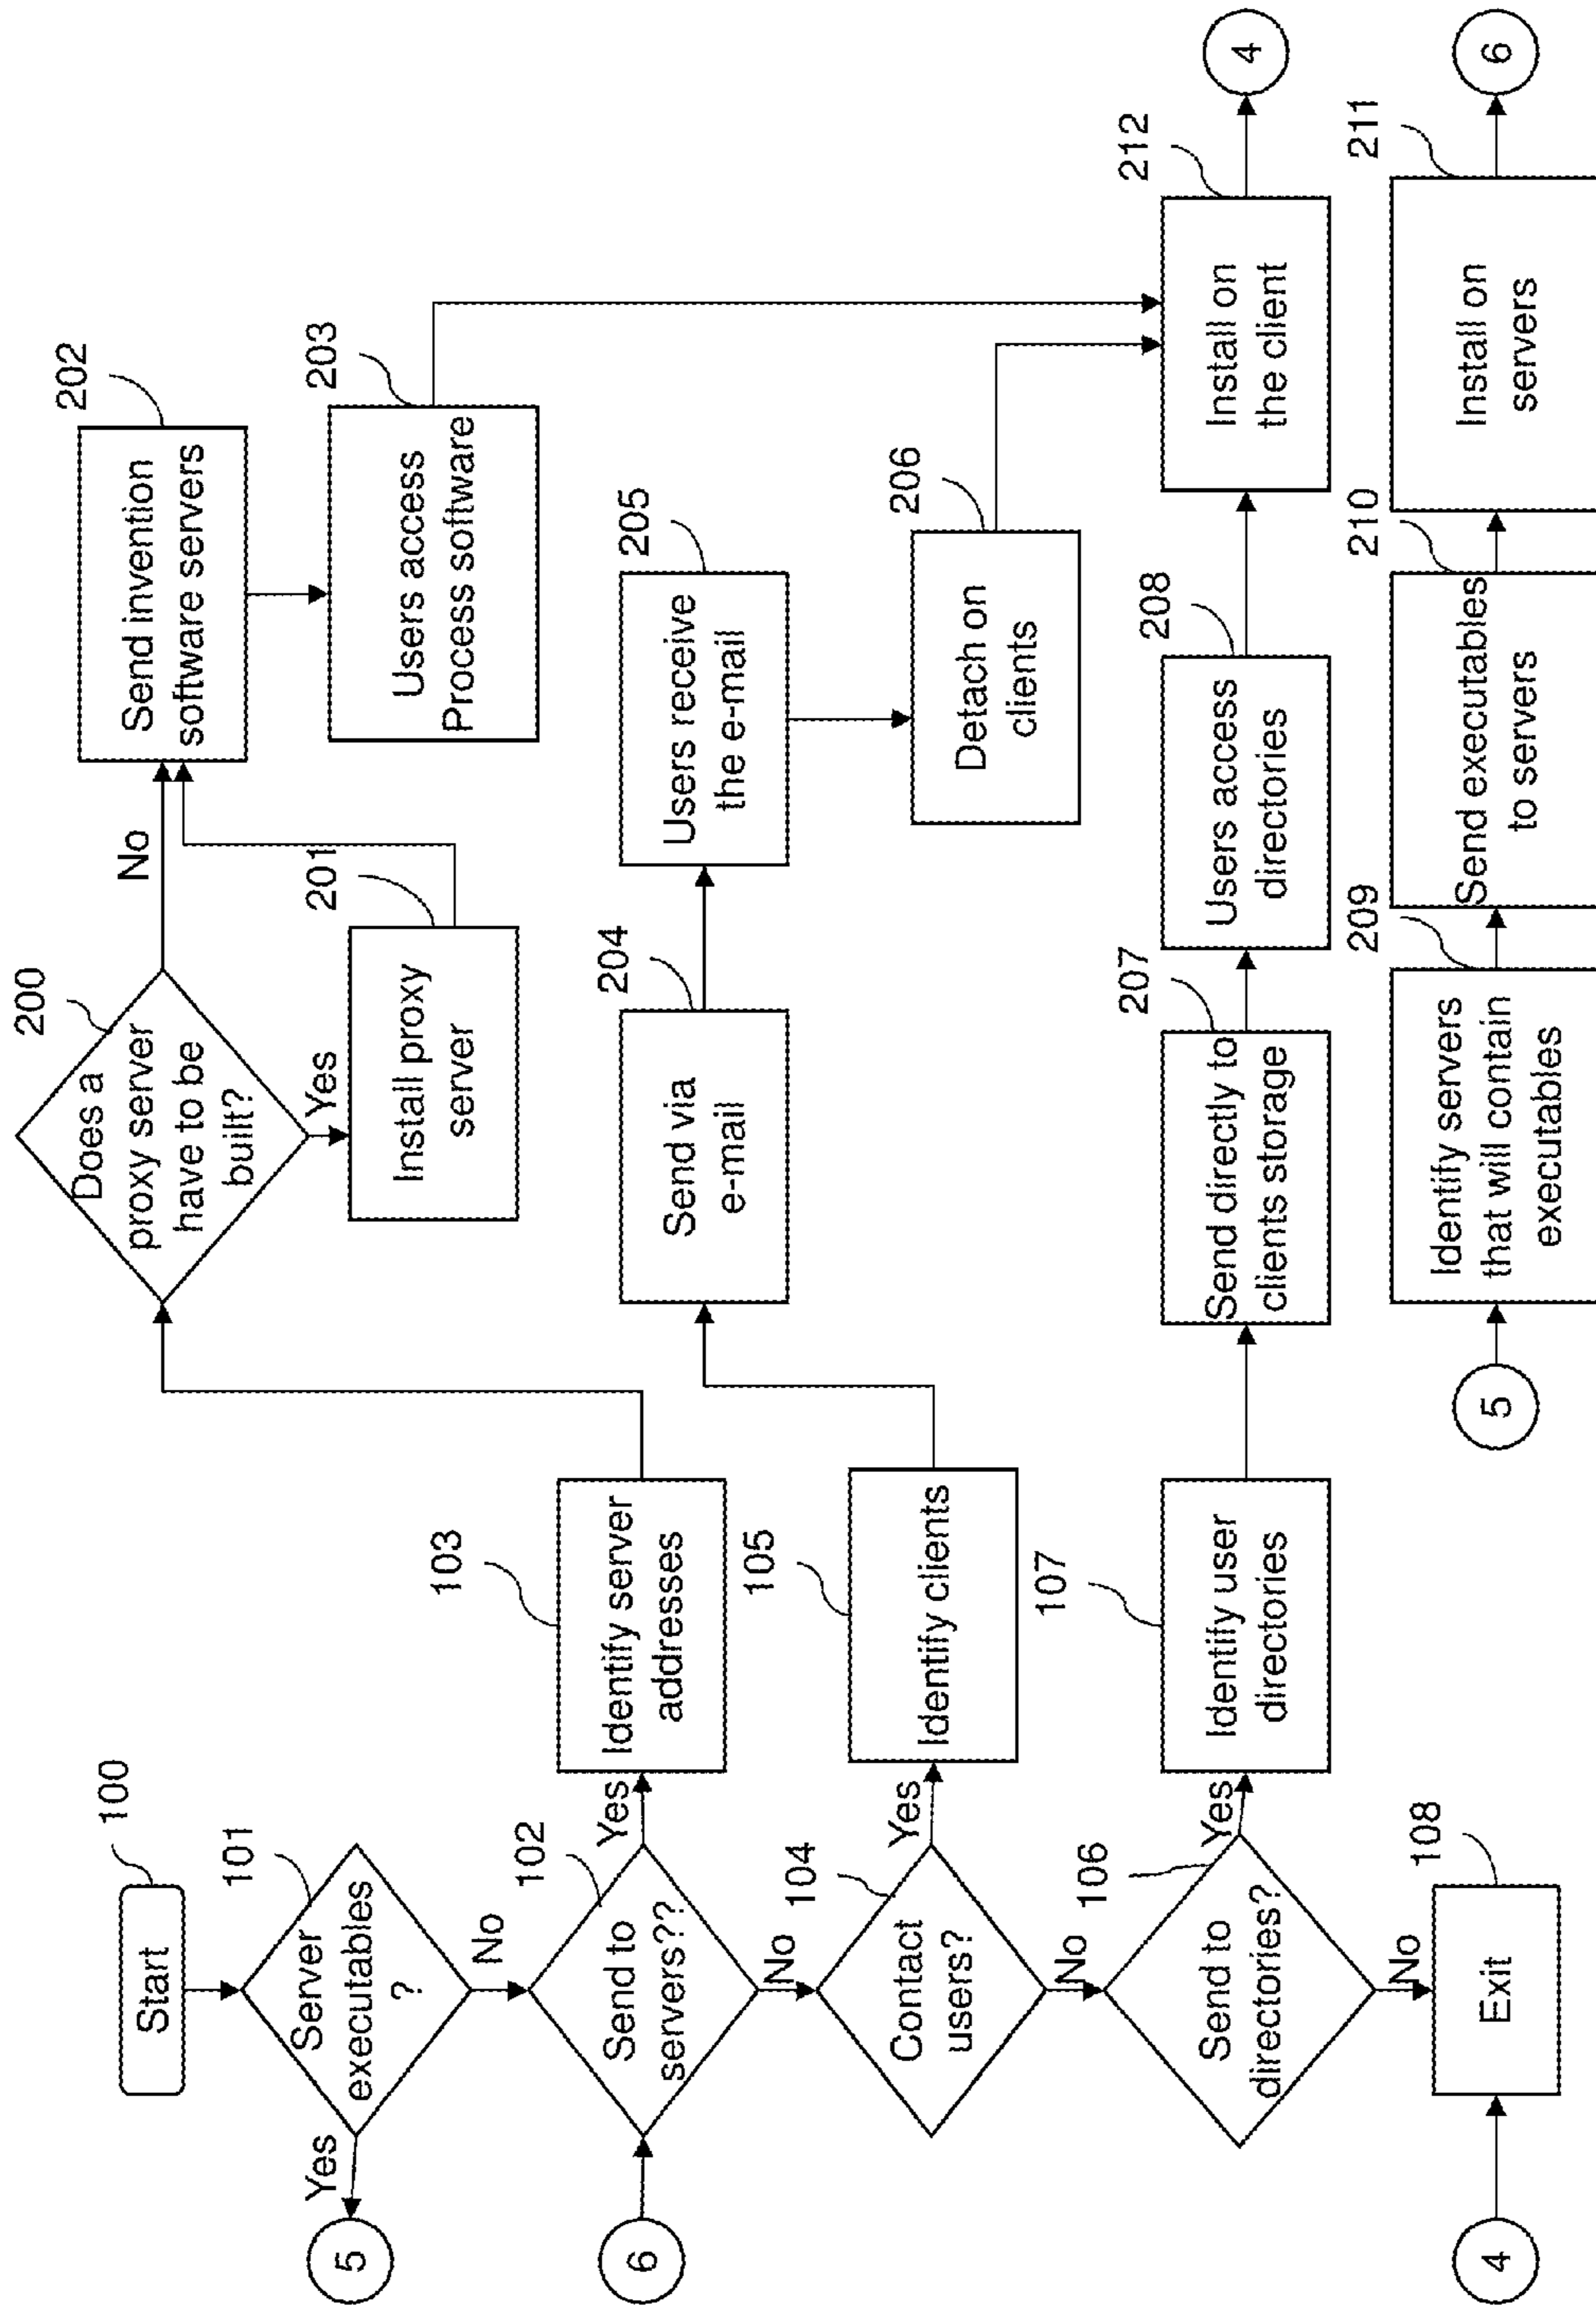 100
Start
101
Server
executables
?
Yes
5
No
102
Send to
servers??
6
Yes
No
103
Identify server
addresses
104
Contact
users?
Yes
No
105
Identify clients
106
Send to
directories?
Yes
No
107
Identify user
directories
108
Exit
4
200
Does a
proxy server
have to be
built?
No
Yes
201
Install proxy
server
202
Send invention
software servers
203
Users access
Process software
204
Send via
e-mail
205
Users receive
the e-mail
206
Detach on
clients
207
Send directly to
clients storage
208
Users access
directories
212
Install on
the client
4
5
209
Identify servers
that will contain
executables
210
Send executables
to servers
211
Install on
servers
6